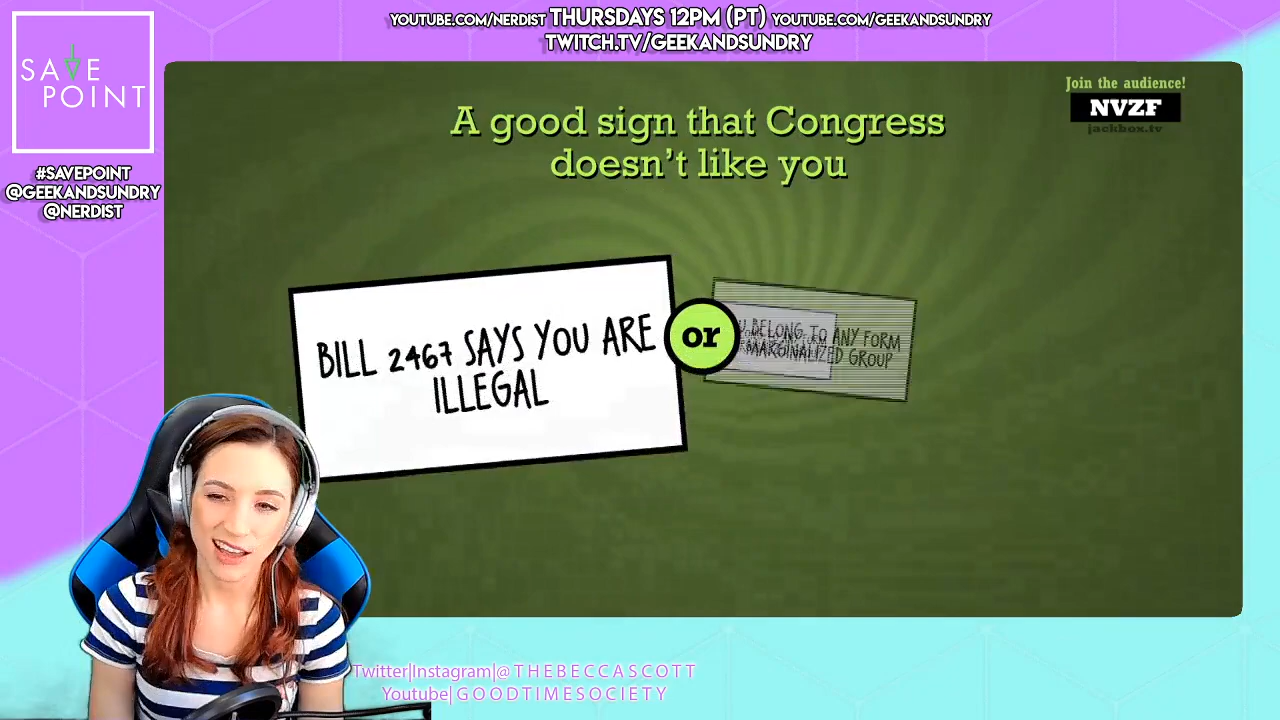 YOUTUBE.COM/NERDIST THURSDAYS 12PM (PT) YOUTUBE.COM/GEEKANDSUNDRY
TWITCH.TV/GEEKANDSUNDRY
SAVE
POINT
#SAVEPOINT
@GEEKANDSUNDRY
@NERDIST
Join the audience!
NVZF
jackbox.tv
A good sign that Congress
doesn't like you
BILL 2467 SAYS YOU ARE
ILLEGAL
or
BELONG TO ANY FORM
MARGINALIZED GROUP
Twitter|Instagram|@THEBECCASCOTT
Youtube|GOODTIMESOCIETY